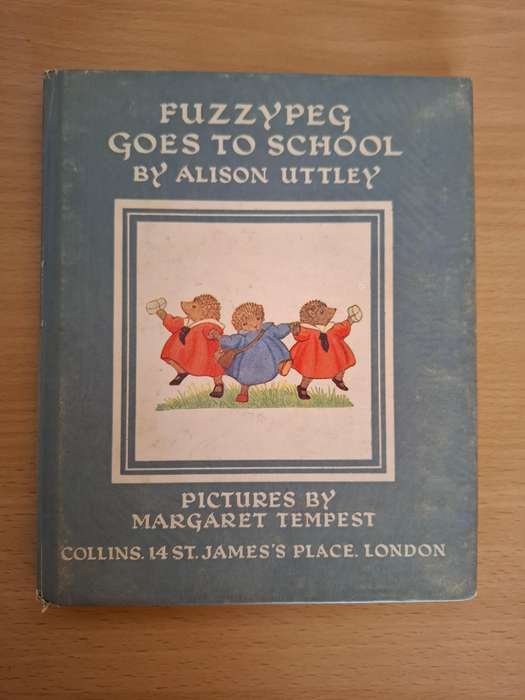 FUZZYPEG
GOES TO SCHOOL
BY ALISON UTTLEY
PICTURES BY
MARGARET TEMPEST
COLLINS. 14 ST. JAMES'S PLACE. LONDON